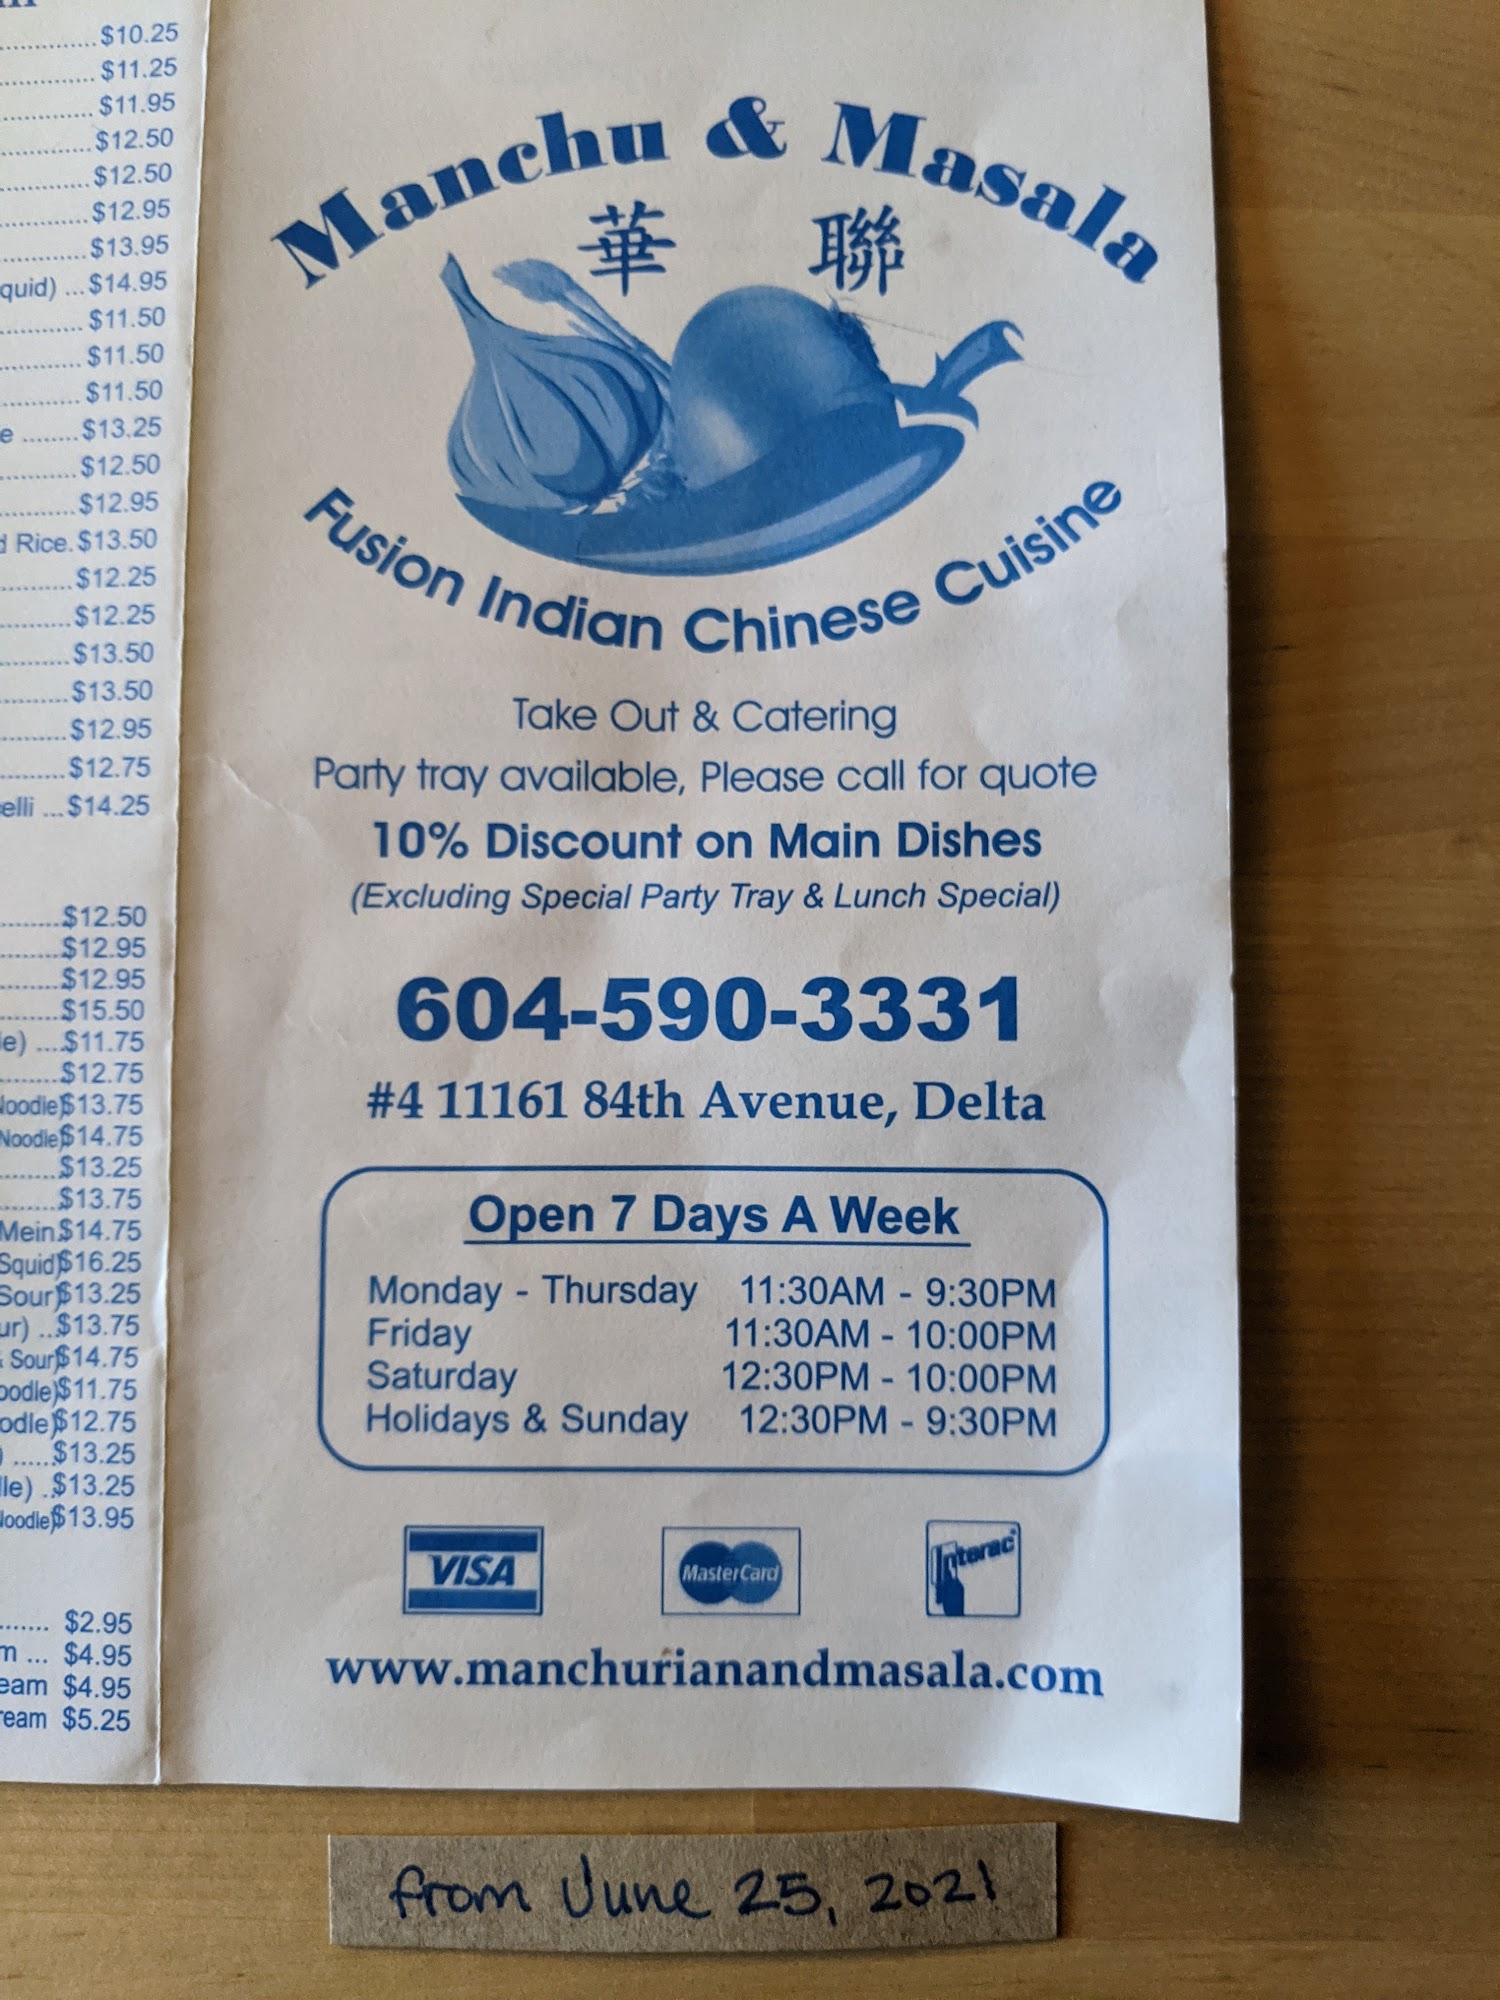 $10.25
$11.25
$11.95
$12.50
$12.50
$12.95
$13.95
quid) ...$14.95
$11.50
$11.50
$11.50
e ........$13.25
$12.50
$12.95
d Rice.$13.50
$12.25
$12.25
$13.50
$13.50
$12.95
$12.75
elli ...$14.25
$12.50
$12.95
$12.95
$15.50
le) ....$11.75
$12.75
Noodle)$13.75
Noodle)$14.75
$13.25
$13.75
Mein.$14.75
Squid)$16.25
Sour)$13.25
ur) ..$13.75
& Sour)$14.75
oodle)$11.75
odle)$12.75
) .....$13.25
dle) .$13.25
Noodle)$13.95
....... $2.95
m ... $4.95
eam $4.95
ream $5.25
Manchu & Masala
華 聯
Fusion Indian Chinese Cuisine
Take Out & Catering
Party tray available, Please call for quote
10% Discount on Main Dishes
(Excluding Special Party Tray & Lunch Special)
604-590-3331
#4 11161 84th Avenue, Delta
Open 7 Days A Week
Monday - Thursday 11:30AM - 9:30PM
Friday 11:30AM - 10:00PM
Saturday 12:30PM - 10:00PM
Holidays & Sunday 12:30PM - 9:30PM
VISA MasterCard Interac
www.manchurianandmasala.com
from June 25, 2021